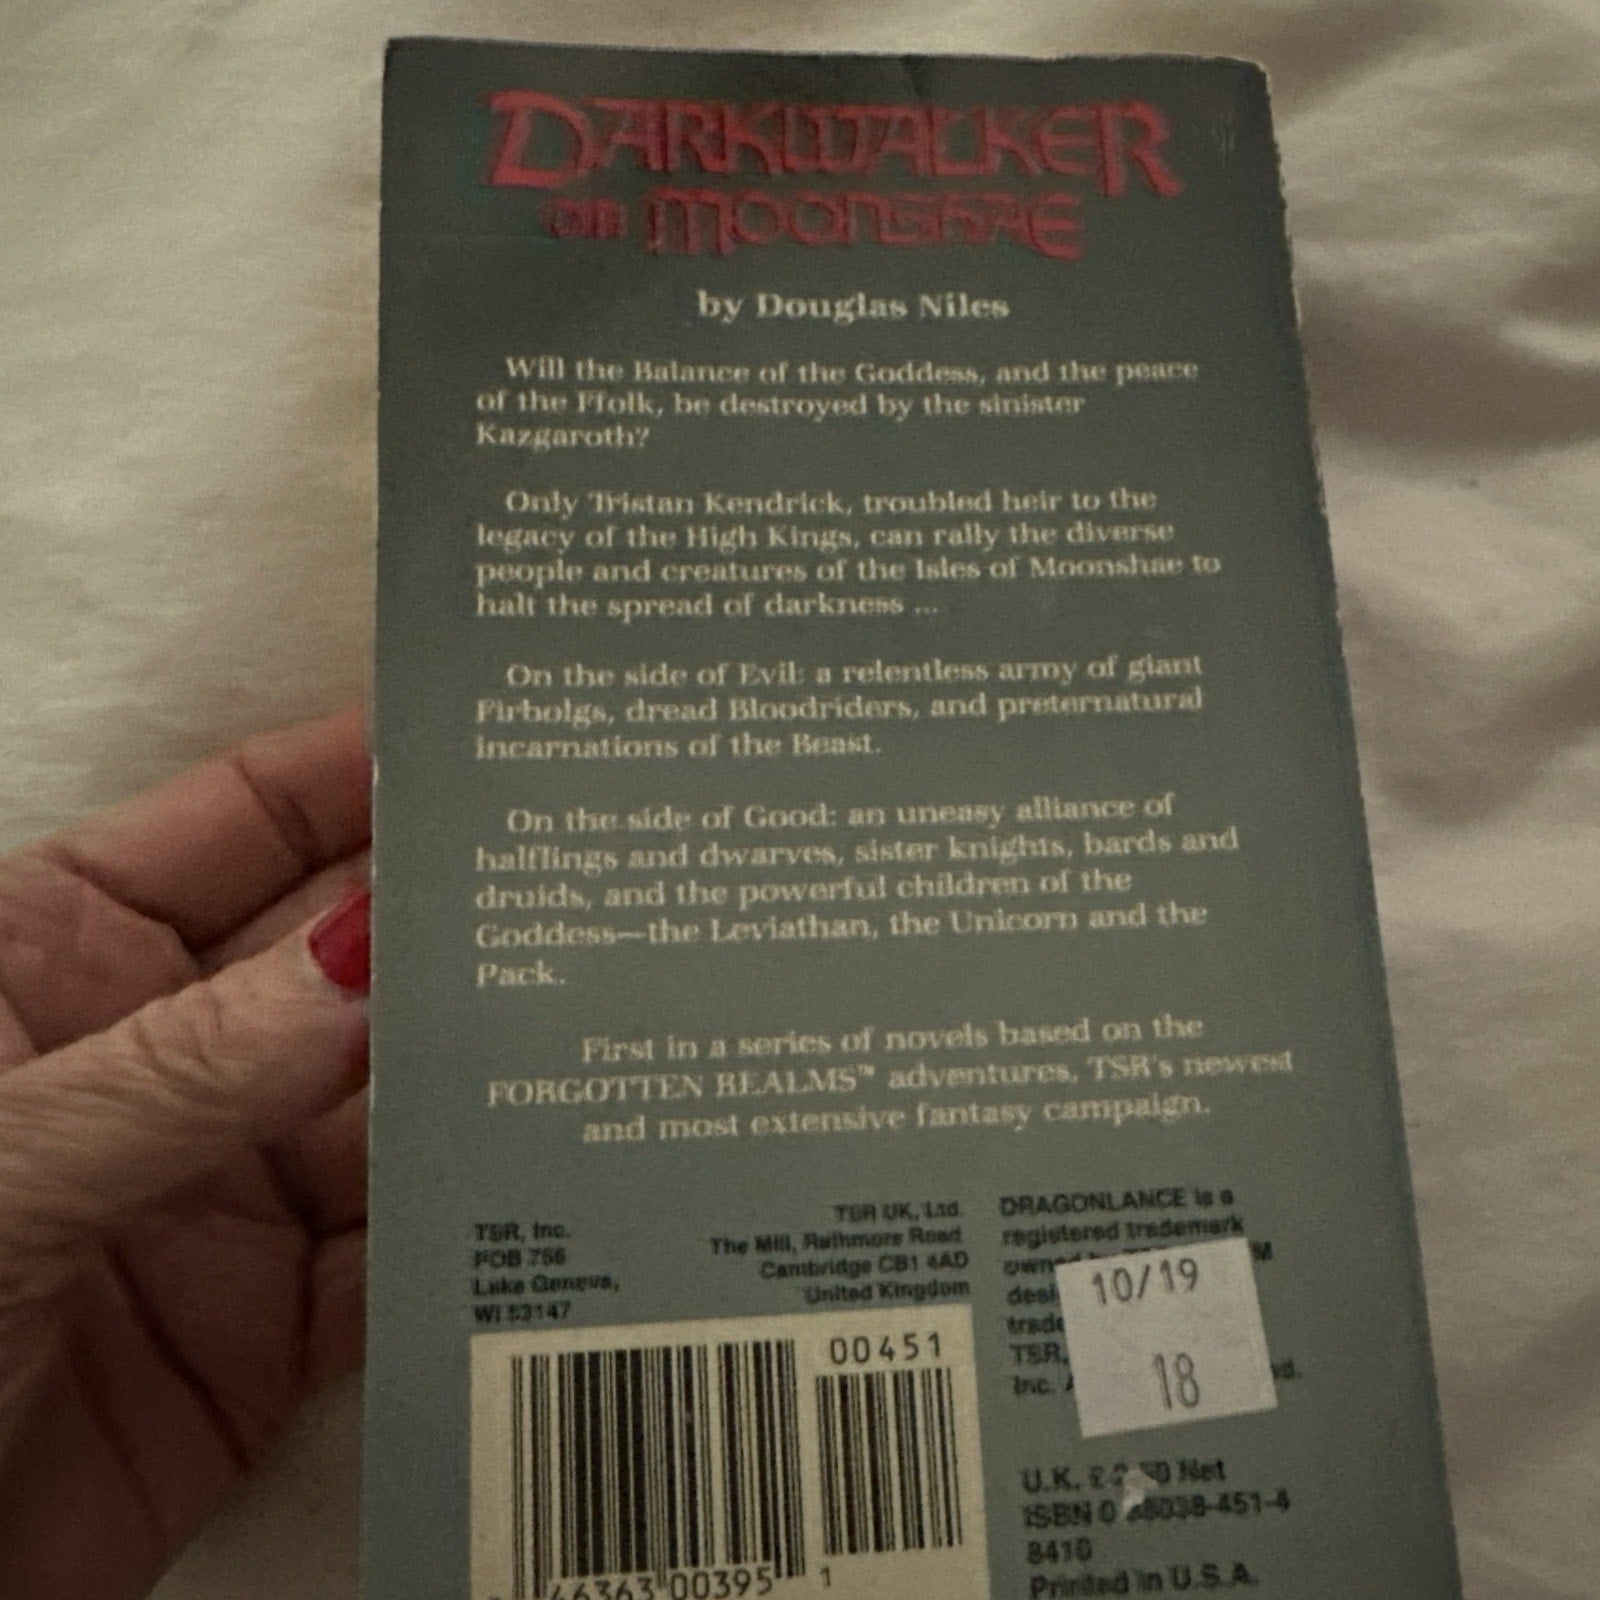 DARKWALKER
ON MOONSHAE
by Douglas Niles
Will the Balance of the Goddess, and the peace
of the Ffolk, be destroyed by the sinister
Kazgaroth?
Only Tristan Kendrick, troubled heir to the
legacy of the High Kings, can rally the diverse
people and creatures of the Isles of Moonshae to
halt the spread of darkness ...
On the side of Evil: a relentless army of giant
Firbolgs, dread Bloodriders, and preternatural
incarnations of the Beast.
On the side of Good: an uneasy alliance of
halflings and dwarves, sister knights, bards and
druids, and the powerful children of the
Goddess—the Leviathan, the Unicorn and the
Pack.
First in a series of novels based on the
FORGOTTEN REALMS™ adventures, TSR's newest
and most extensive fantasy campaign.
TSR, Inc.
POB 756
Lake Geneva,
WI 53147
TSR UK, Ltd.
The Mill, Rathmore Road
Cambridge CB1 4AD
United Kingdom
DRAGONLANCE is a
registered trademark
TSR,
Inc.
10/19
18
00451
46363 00395 1
U.K. Net
ISBN 0 88038-451-4
8410
Printed in U.S.A.